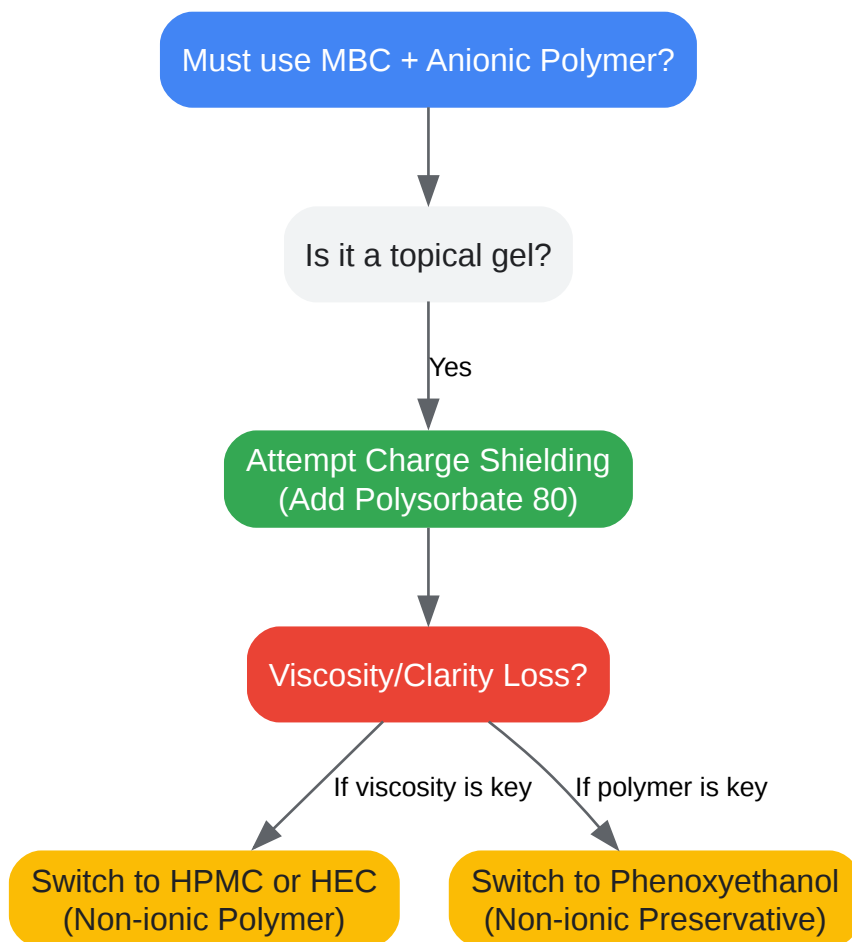 Must use MBC + Anionic Polymer?
Is it a topical gel?
Yes
Attempt Charge Shielding
(Add Polysorbate 80)
Viscosity/Clarity Loss?
If viscosity is key
If polymer is key
Switch to HPMC or HEC
(Non-ionic Polymer)
Switch to Phenoxyethanol
(Non-ionic Preservative)